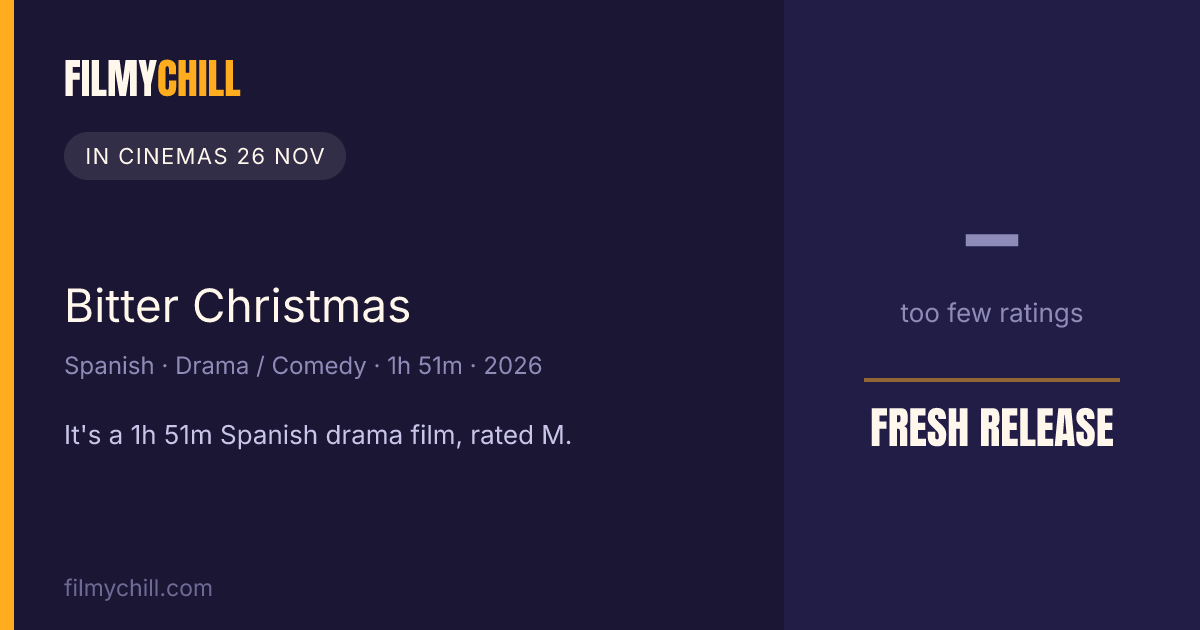 FILMYCHILL
IN CINEMAS 26 NOV
Bitter Christmas
Spanish · Drama / Comedy · 1h 51m · 2026
It's a 1h 51m Spanish drama film, rated M.
filmychill.com
–
too few ratings
FRESH RELEASE